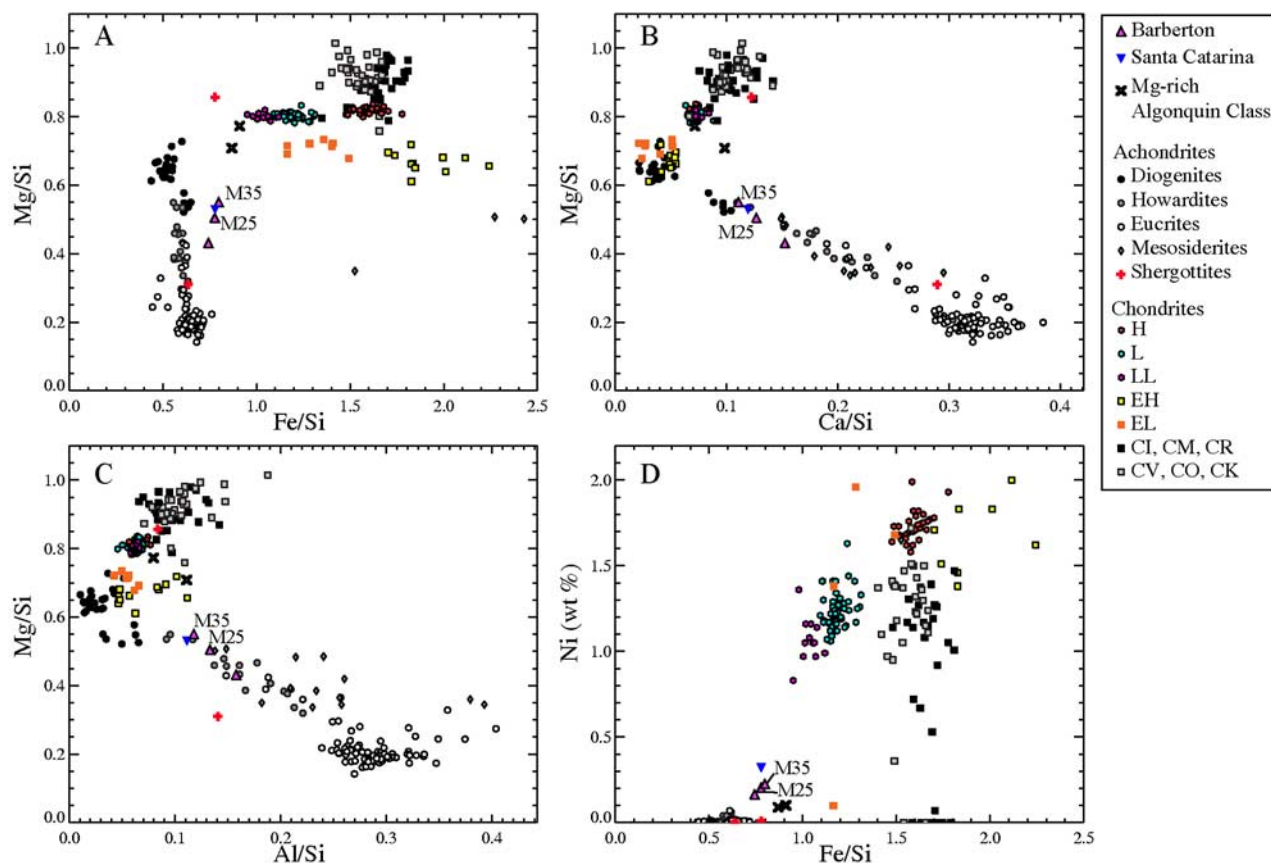 A
Mg/Si
1.0
0.8
0.6
0.4
0.2
0.0
M35
M25
0.0 0.5 1.0 1.5 2.0 2.5
Fe/Si
B
Mg/Si
1.0
0.8
0.6
0.4
0.2
0.0
M35
M25
0.0 0.1 0.2 0.3 0.4
Ca/Si
Barberton
Santa Catarina
Mg-rich
Algonquin Class
Achondrites
Diogenites
Howardites
Eucrites
Mesosiderites
Shergottites
Chondrites
H
L
LL
EH
EL
CI, CM, CR
CV, CO, CK
C
Mg/Si
1.0
0.8
0.6
0.4
0.2
0.0
M35
M25
0.0 0.1 0.2 0.3 0.4
Al/Si
D
Ni (wt %)
2.0
1.5
1.0
0.5
0.0
M35
M25
0.0 0.5 1.0 1.5 2.0 2.5
Fe/Si